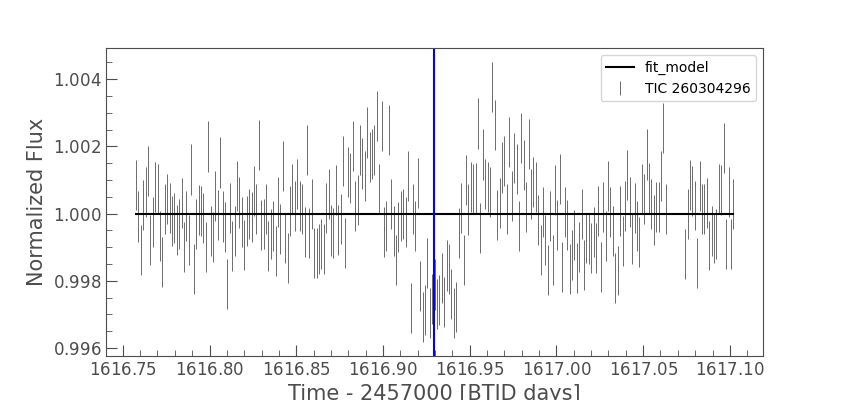 fit_model
TIC 260304296
1.004
1.002
1.000
0.998
0.996
Normalized Flux
1616.75 1616.80 1616.85 1616.90 1616.95 1617.00 1617.05 1617.10
Time - 2457000 [BTJD days]